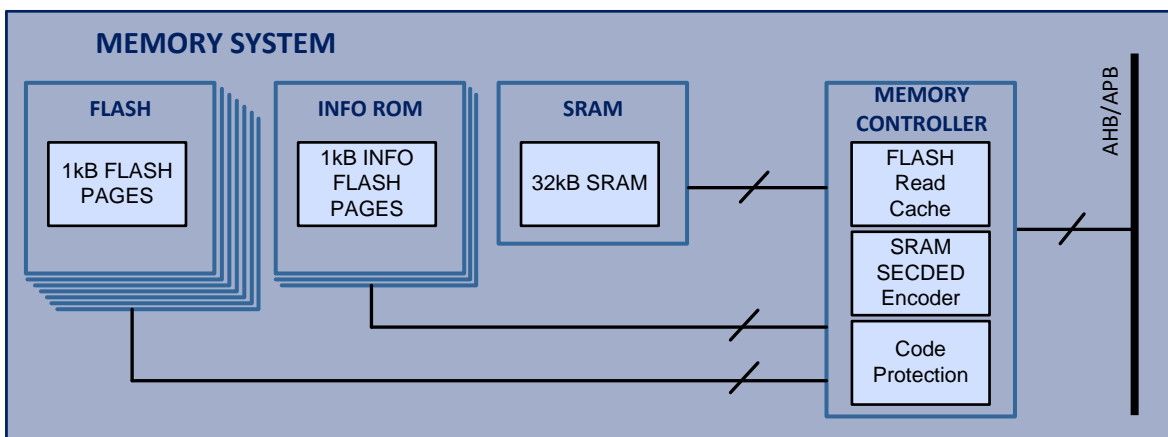 MEMORY SYSTEM
FLASH
1kB FLASH
PAGES
INFO ROM
1kB INFO
FLASH
PAGES
SRAM
32kB SRAM
MEMORY
CONTROLLER
FLASH
Read
Cache
SRAM
SECDED
Encoder
Code
Protection
AHB/APB